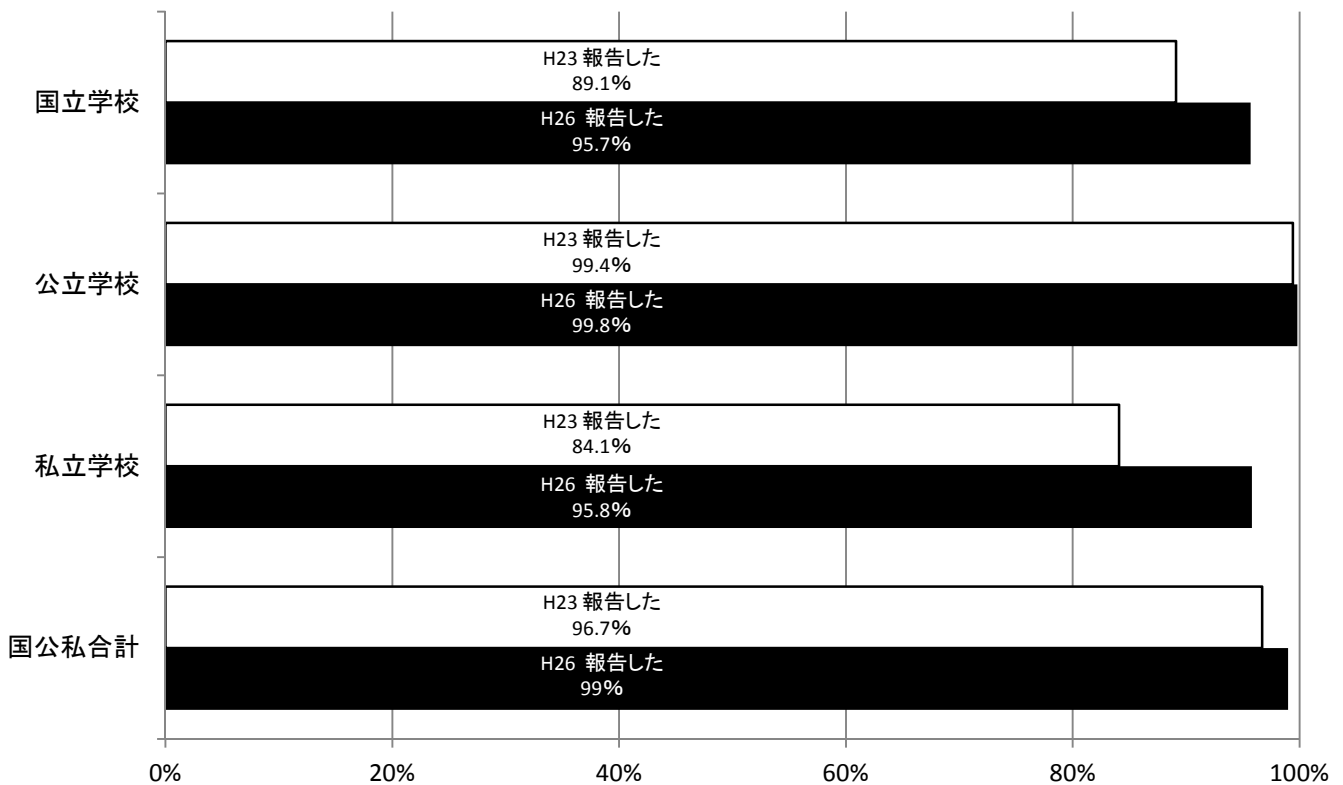 国立学校
H23 報告した
89.1%
H26 報告した
95.7%
公立学校
H23 報告した
99.4%
H26 報告した
99.8%
私立学校
H23 報告した
84.1%
H26 報告した
95.8%
国公私合計
H23 報告した
96.7%
H26 報告した
99%
0% 20% 40% 60% 80% 100%